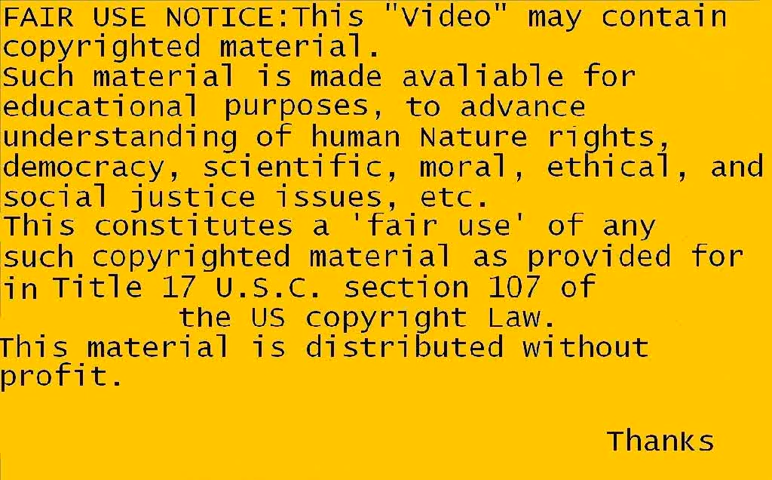 FAIR USE NOTICE:This "Video" may contain
copyrighted material.
Such material is made avaliable for
educational purposes, to advance
understanding of human Nature rights,
democracy, scientific, moral, ethical, and
social justice issues, etc.
This constitutes a 'fair use' of any
such copyrighted material as provided for
in Title 17 U.S.C. section 107 of
the US copyright Law.
This material is distributed without
profit.
Thanks